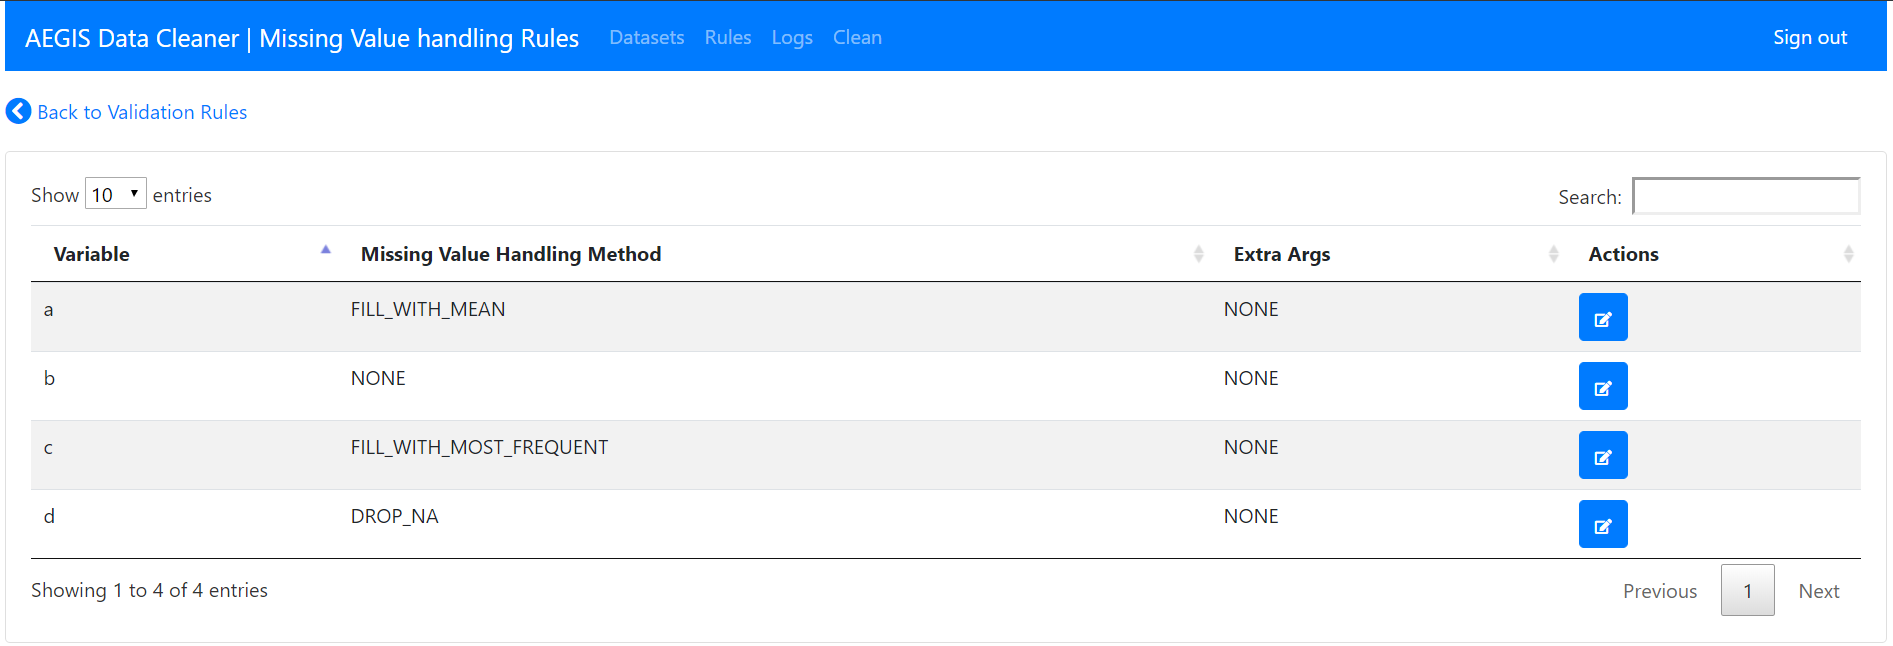 AEGIS Data Cleaner | Missing Value handling Rules Datasets Rules Logs Clean Sign out
Back to Validation Rules
Show 10 entries Search:
Variable Missing Value Handling Method Extra Args Actions
a FILL_WITH_MEAN NONE
b NONE NONE
c FILL_WITH_MOST_FREQUENT NONE
d DROP_NA NONE
Showing 1 to 4 of 4 entries Previous 1 Next